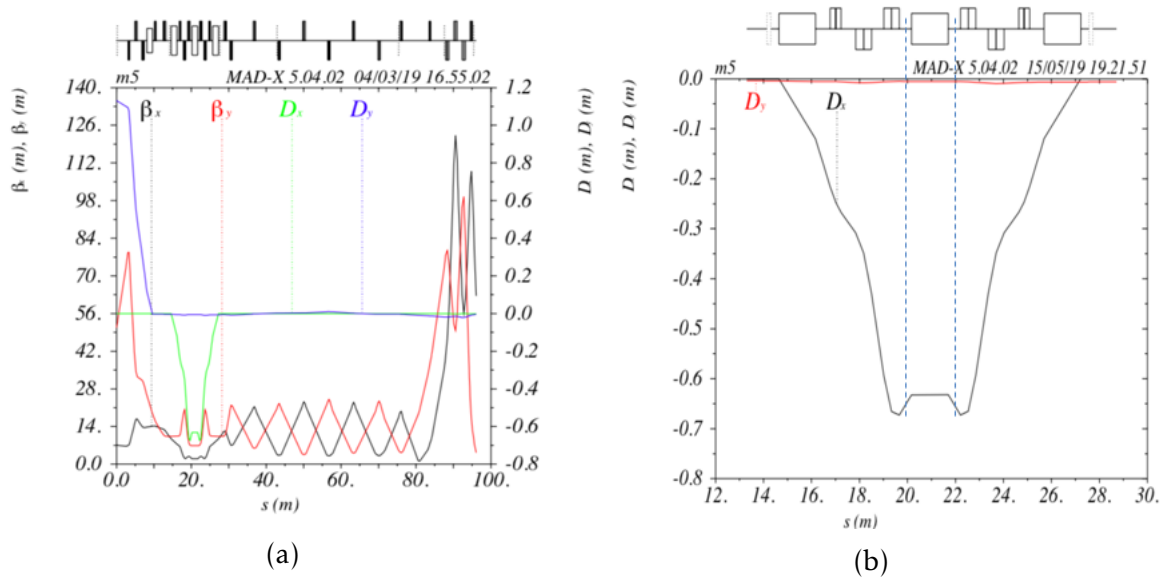 m5 MAD-X 5.04.02 04/03/19 16.55.02
140.
126.
112.
98.
84.
70.
56.
42.
28.
14.
0.0
βx (m), βy (m)
βx
βy
Dx
Dy
1.2
1.0
0.8
0.6
0.4
0.2
0.0
-0.2
-0.4
-0.6
-0.8
D (m), D (m)
0.0 20. 40. 60. 80. 100.
s (m)
(a)
m5 MAD-X 5.04.02 15/05/19 19.21.51
0.0
-0.1
-0.2
-0.3
-0.4
-0.5
-0.6
-0.7
-0.8
D (m), D (m)
Dy
Dx
12. 14. 16. 18. 20. 22. 24. 26. 28. 30.
s (m)
(b)